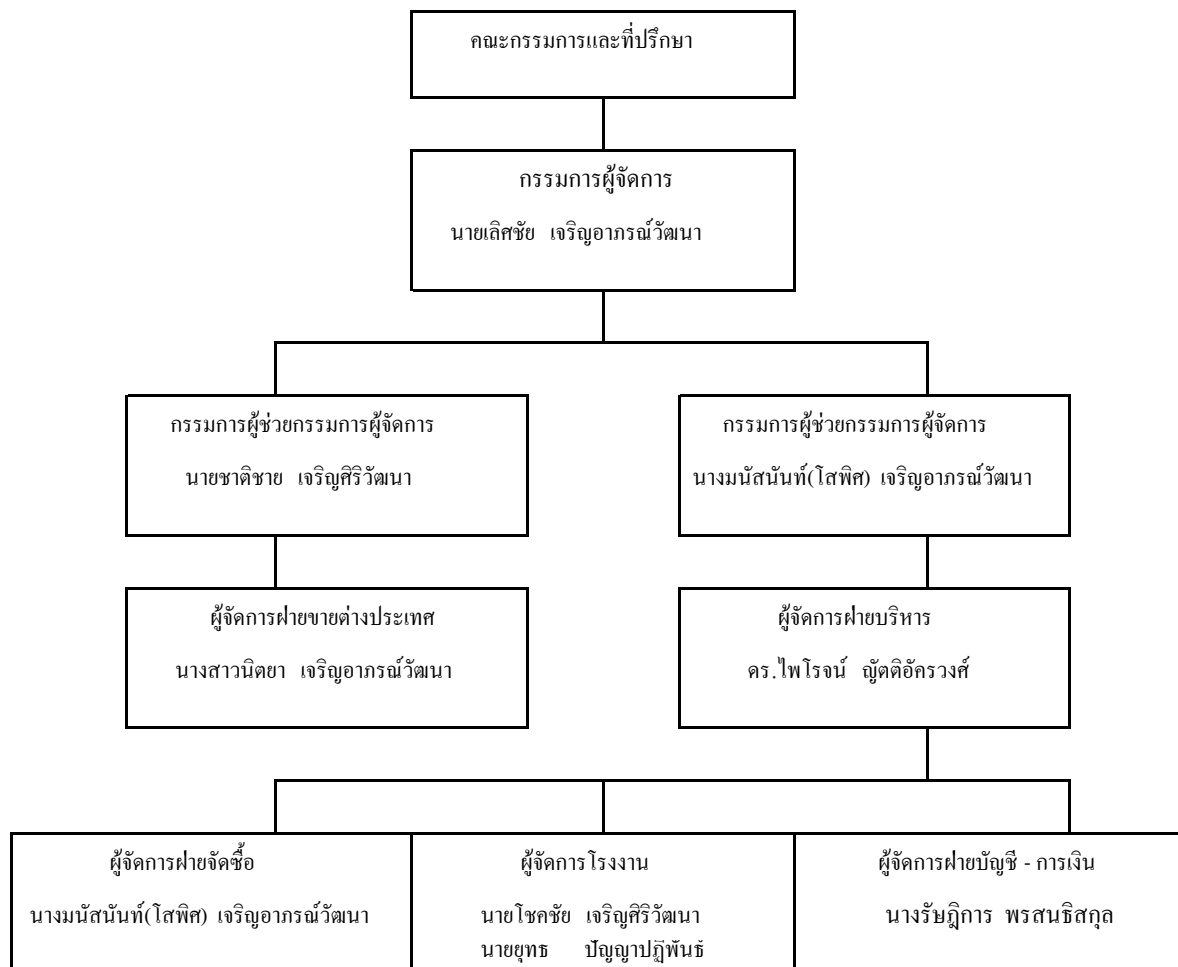 คณะกรรมการและที่ปรึกษา
กรรมการผู้จัดการ
นายเลิศชัย เจริญอาภรณ์วัฒนา
กรรมการผู้ช่วยกรรมการผู้จัดการ
นายชาติชาย เจริญศิริวัฒนา
กรรมการผู้ช่วยกรรมการผู้จัดการ
นางมนัสนันท์(โสพิศ) เจริญอาภรณ์วัฒนา
ผู้จัดการฝ่ายขายต่างประเทศ
นางสาวนิตยา เจริญอาภรณ์วัฒนา
ผู้จัดการฝ่ายบริหาร
ดร.ไพโรจน์ ญัตติอัครวงศ์
ผู้จัดการฝ่ายจัดซื้อ
นางมนัสนันท์(โสพิศ) เจริญอาภรณ์วัฒนา
ผู้จัดการโรงงาน
นายโชคชัย เจริญศิริวัฒนา
นายยุทธ ปัญญาปฏิพันธ์
ผู้จัดการฝ่ายบัญชี - การเงิน
นางรัษฎิการ พรสนธิสกุล